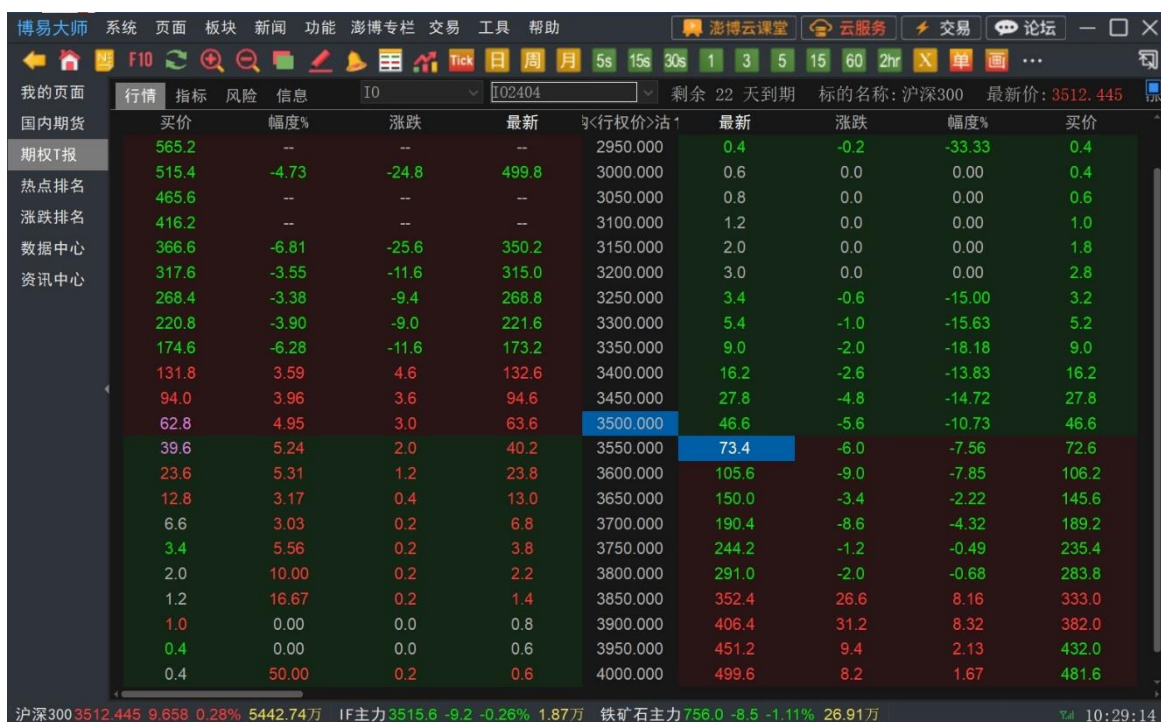 博易大师 系统 页面 板块 新闻 功能 澎博专栏 交易 工具 帮助 澎博云课堂 云服务 交易 论坛
F10 Tick 日 周 月 5s 15s 30s 1 3 5 15 60 2hr X 单 画 ...
我的页面 行情 指标 风险 信息 IO IO2404 剩余 22 天到期 标的名称:沪深300 最新价:3512.445
国内期货 买价 幅度% 涨跌 最新 <行权价>沽 最新 涨跌 幅度% 买价
期权T报
热点排名
涨跌排名
数据中心
资讯中心
565.2 -- -- -- 2950.000 0.4 -0.2 -33.33 0.4
515.4 -4.73 -24.8 499.8 3000.000 0.6 0.0 0.00 0.4
465.6 -- -- -- 3050.000 0.8 0.0 0.00 0.6
416.2 -- -- -- 3100.000 1.2 0.0 0.00 1.0
366.6 -6.81 -25.6 350.2 3150.000 2.0 0.0 0.00 1.8
317.6 -3.55 -11.6 315.0 3200.000 3.0 0.0 0.00 2.8
268.4 -3.38 -9.4 268.8 3250.000 3.4 -0.6 -15.00 3.2
220.8 -3.90 -9.0 221.6 3300.000 5.4 -1.0 -15.63 5.2
174.6 -6.28 -11.6 173.2 3350.000 9.0 -2.0 -18.18 9.0
131.8 3.59 4.6 132.6 3400.000 16.2 -2.6 -13.83 16.2
94.0 3.96 3.6 94.6 3450.000 27.8 -4.8 -14.72 27.8
62.8 4.95 3.0 63.6 3500.000 46.6 -5.6 -10.73 46.6
39.6 5.24 2.0 40.2 3550.000 73.4 -6.0 -7.56 72.6
23.6 5.31 1.2 23.8 3600.000 105.6 -9.0 -7.85 106.2
12.8 3.17 0.4 13.0 3650.000 150.0 -3.4 -2.22 145.6
6.6 3.03 0.2 6.8 3700.000 190.4 -8.6 -4.32 189.2
3.4 5.56 0.2 3.8 3750.000 244.2 -1.2 -0.49 235.4
2.0 10.00 0.2 2.2 3800.000 291.0 -2.0 -0.68 283.8
1.2 16.67 0.2 1.4 3850.000 352.4 26.6 8.16 333.0
1.0 0.00 0.0 0.8 3900.000 406.4 31.2 8.32 382.0
0.4 0.00 0.0 0.6 3950.000 451.2 9.4 2.13 432.0
0.4 50.00 0.2 0.6 4000.000 499.6 8.2 1.67 481.6
沪深300 3512.445 9.658 0.28% 5442.74万 IF主力 3515.6 -9.2 -0.26% 1.87万 铁矿石主力 756.0 -8.5 -1.11% 26.91万 10:29:14